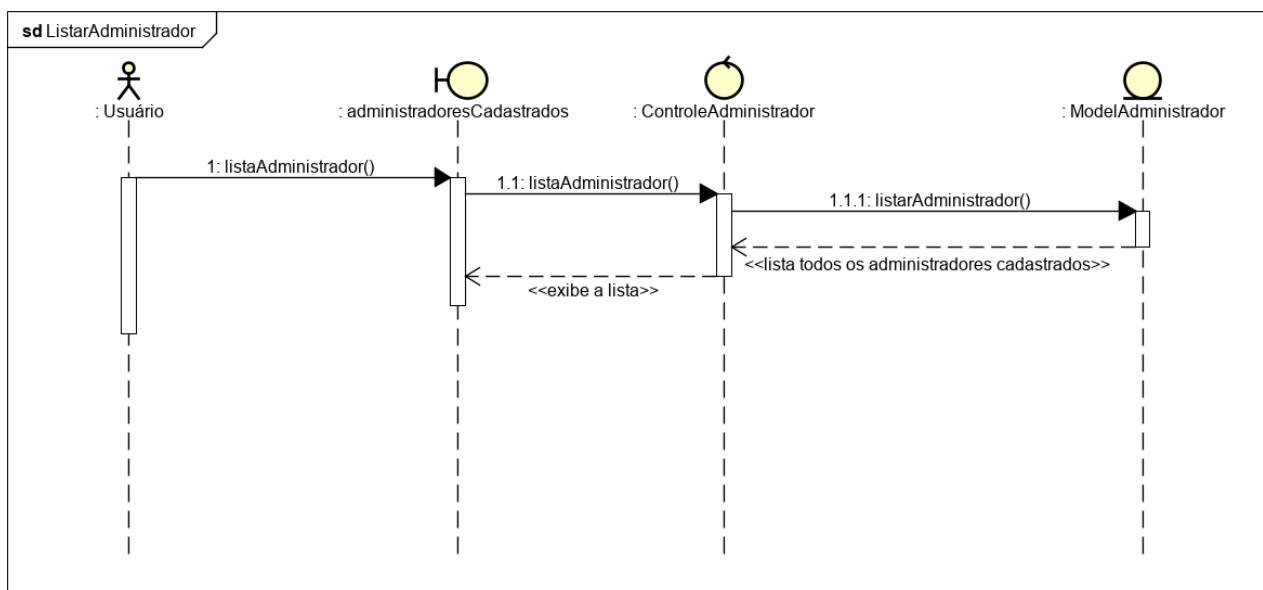 sd ListarAdministrador
: Usuário
: administradoresCadastrados
: ControleAdministrador
: ModelAdministrador
1: listaAdministrador()
1.1: listaAdministrador()
1.1.1: listarAdministrador()
<<lista todos os administradores cadastrados>>
<<exibe a lista>>